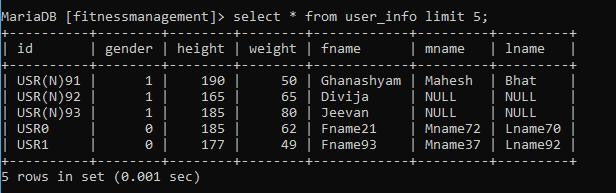 MariaDB [fitnessmanagement]> select * from user_info limit 5;
+----------+--------+--------+--------+------------+--------+---------+
| id       | gender | height | weight | fname      | mname  | lname   |
+----------+--------+--------+--------+------------+--------+---------+
| USR(N)91 |      1 |    190 |     50 | Ghanashyam | Mahesh | Bhat    |
| USR(N)92 |      1 |    165 |     65 | Divija     | NULL   | NULL    |
| USR(N)93 |      1 |    185 |     80 | Jeevan     | NULL   | NULL    |
| USR0     |      0 |    185 |     62 | Fname21    | Mname72 | Lname70 |
| USR1     |      0 |    177 |     49 | Fname93    | Mname37 | Lname92 |
+----------+--------+--------+--------+------------+--------+---------+
5 rows in set (0.001 sec)